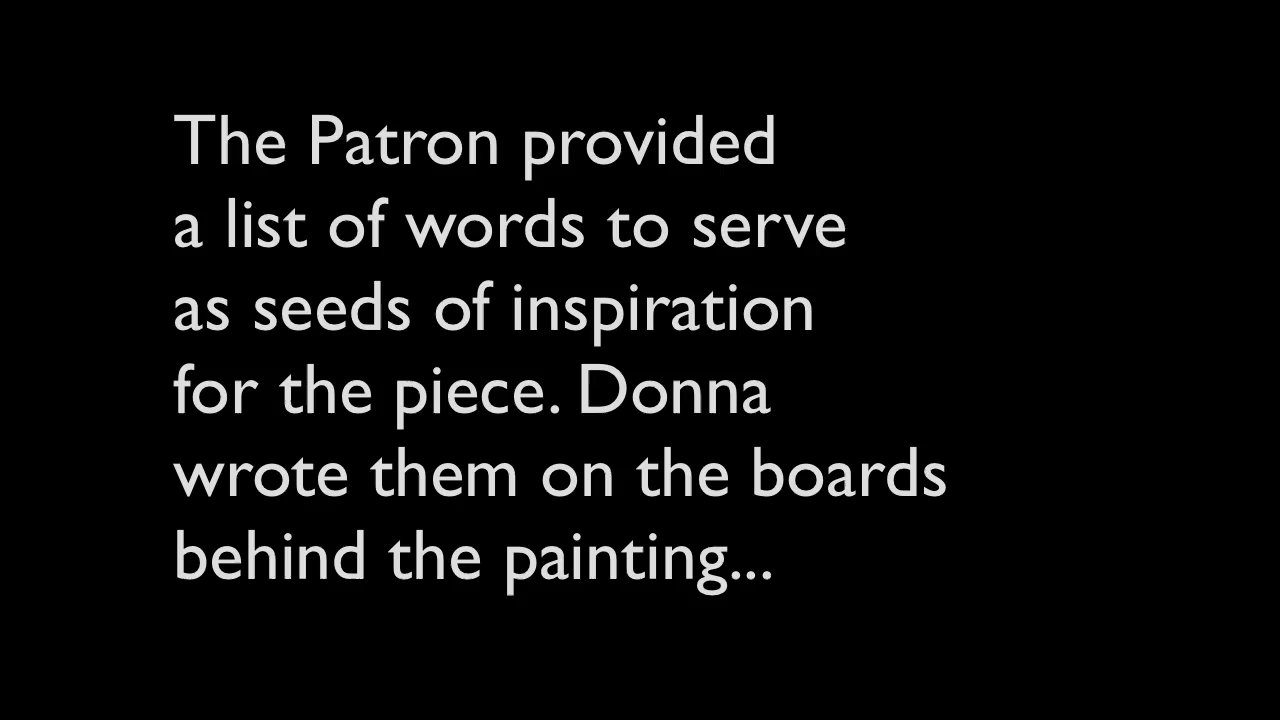 The Patron provided
a list of words to serve
as seeds of inspiration
for the piece. Donna
wrote them on the boards
behind the painting...